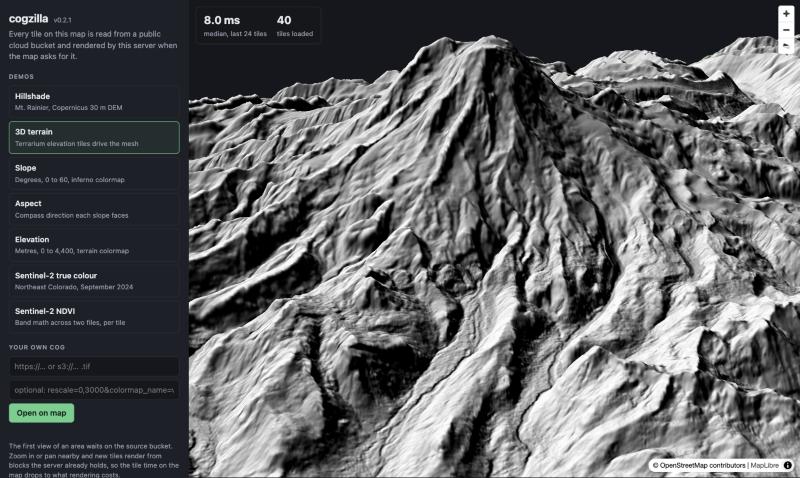 cogzilla v0.2.1
Every tile on this map is read from a public
cloud bucket and rendered by this server when
the map asks for it.
DEMOS
Hillshade
Mt. Rainier, Copernicus 30 m DEM
3D terrain
Terrarium elevation tiles drive the mesh
Slope
Degrees, 0 to 60, inferno colormap
Aspect
Compass direction each slope faces
Elevation
Metres, 0 to 4,400, terrain colormap
Sentinel-2 true colour
Northeast Colorado, September 2024
Sentinel-2 NDVI
Band math across two files, per tile
YOUR OWN COG
https://... or s3://... .tif
optional: rescale=0,3000&colormap_name=
Open on map
The first view of an area waits on the source bucket.
Zoom in or pan nearby and new tiles render from
blocks the server already holds, so the tile time on the
map drops to what rendering costs.
8.0 ms 40
median, last 24 tiles tiles loaded
© OpenStreetMap contributors | MapLibre